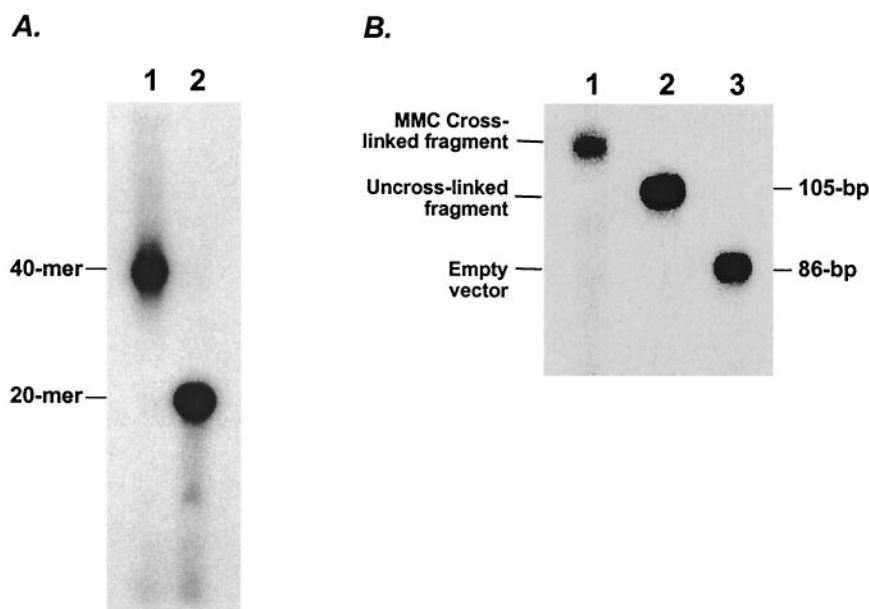 A.
1 2
40-mer
20-mer
B.
1 2 3
MMC Cross-
linked fragment
Uncross-linked
fragment
Empty
vector
105-bp
86-bp